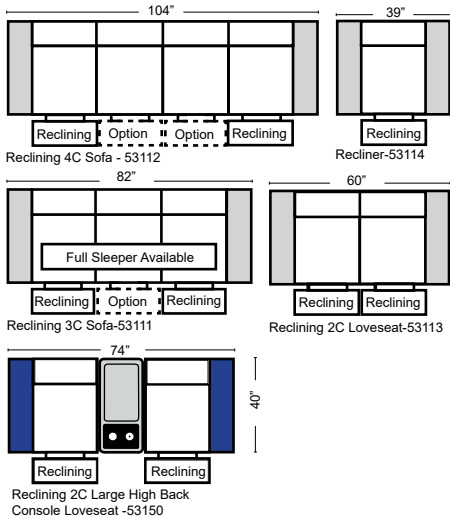 104”
39”
Reclining Option Option Reclining
Reclining
Reclining 4C Sofa - 53112
Recliner-53114
82”
60”
Full Sleeper Available
Reclining Option Reclining
Reclining Reclining
Reclining 3C Sofa-53111
Reclining 2C Loveseat-53113
74”
40”
Reclining Reclining
Reclining 2C Large High Back
Console Loveseat -53150